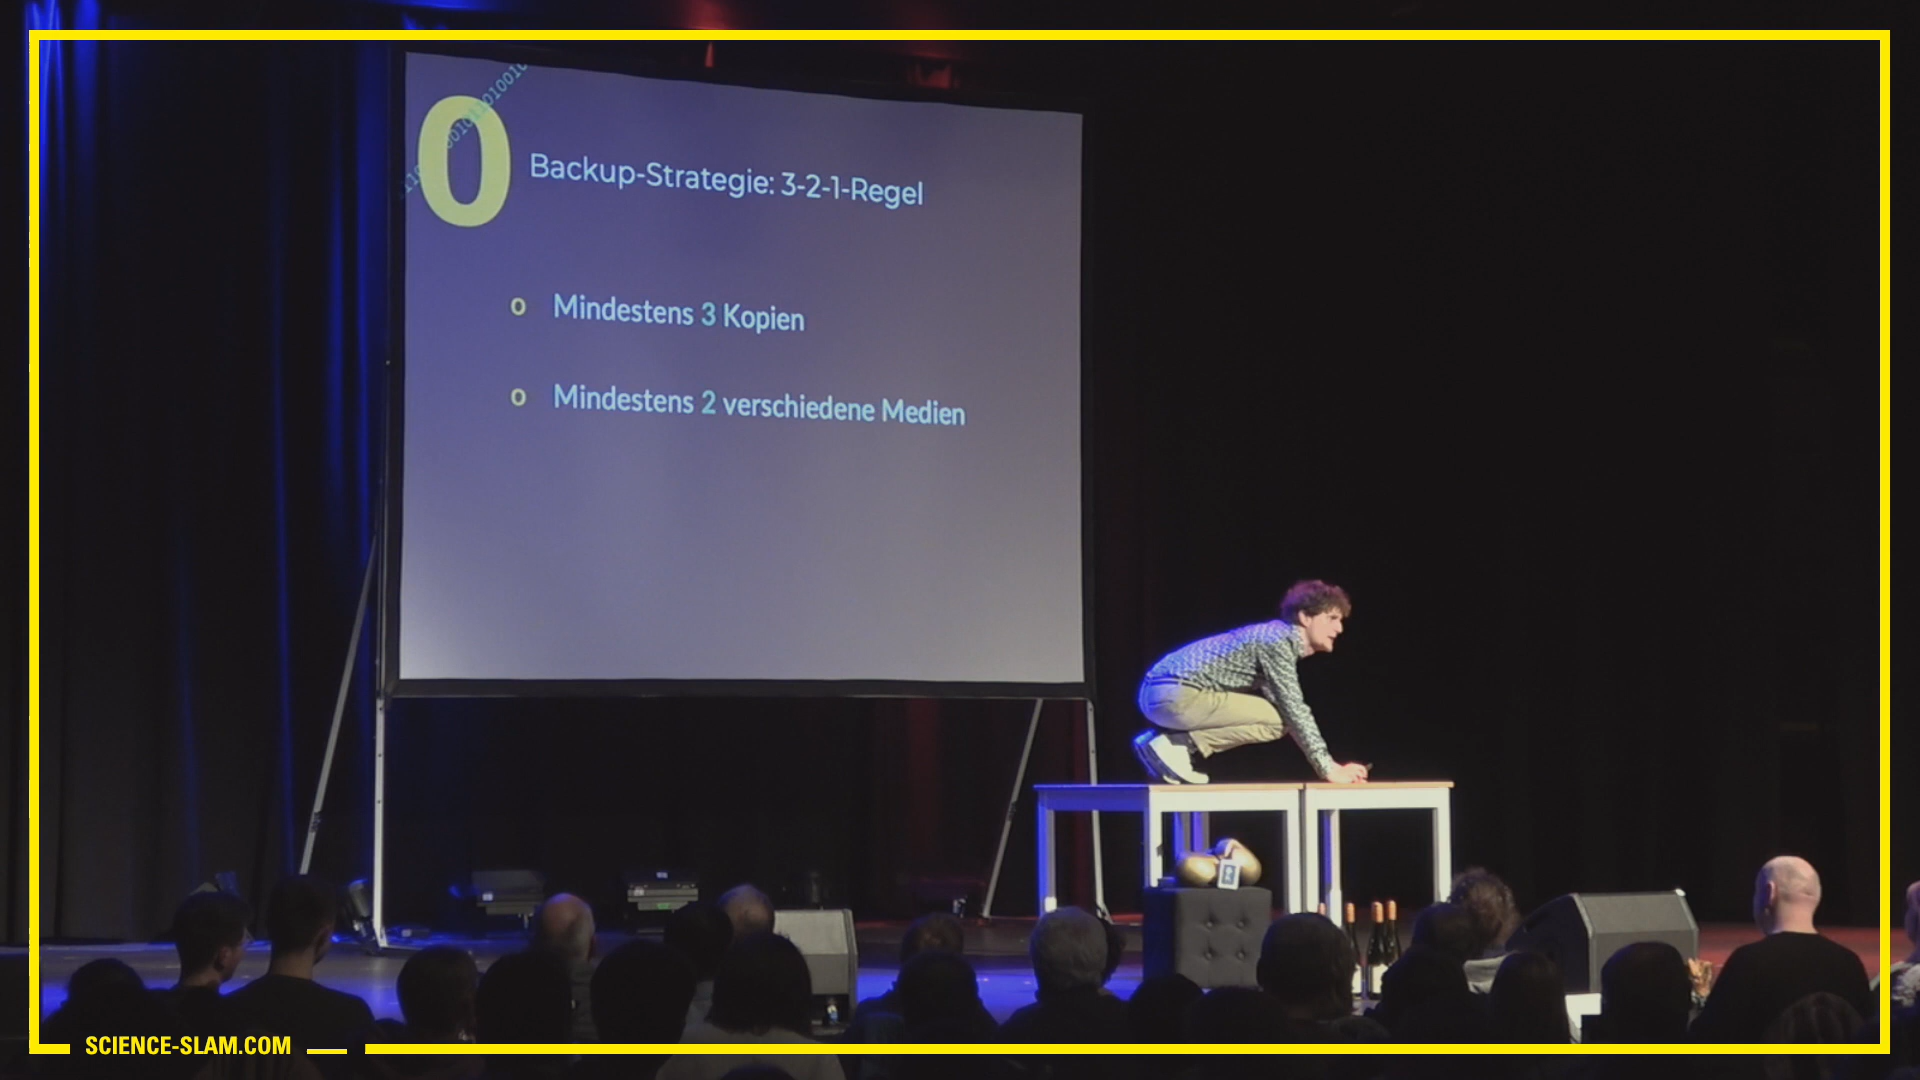 0
Backup-Strategie: 3-2-1-Regel
o Mindestens 3 Kopien
o Mindestens 2 verschiedene Medien
SCIENCE-SLAM.COM